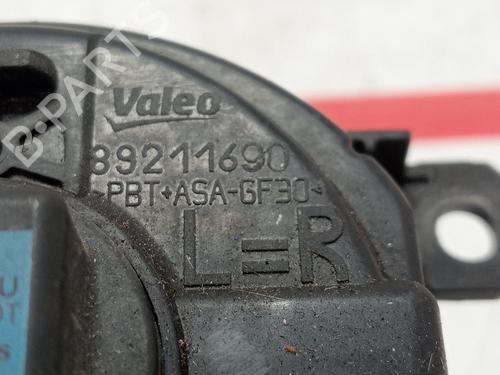 Valeo
89211690
PBT+ASA-GF30
L=R
B-PARTS